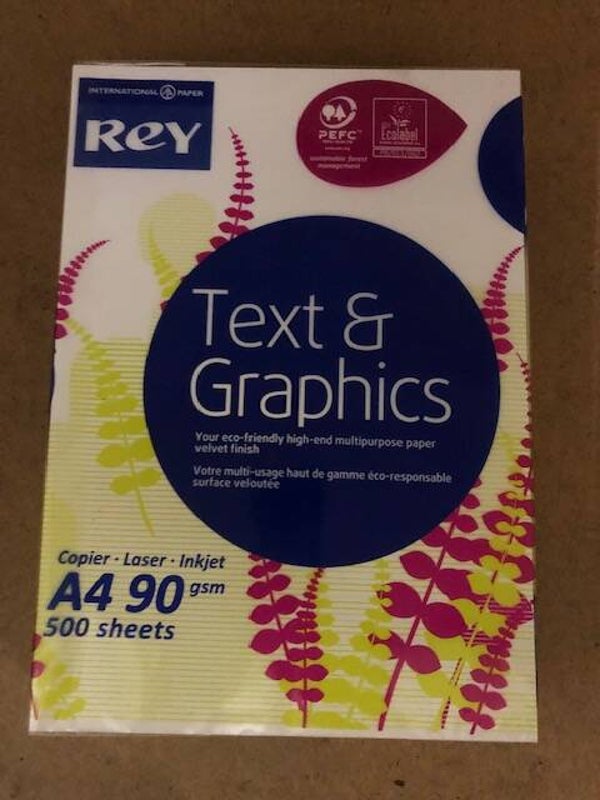 INTERNATIONAL PAPER
Rey
PEFC™
sustainable forest
management
Ecolabel
Text &
Graphics
Your eco-friendly high-end multipurpose paper
velvet finish
Votre multi-usage haut de gamme éco-responsable
surface veloutée
Copier · Laser · Inkjet
A4 90 gsm
500 sheets